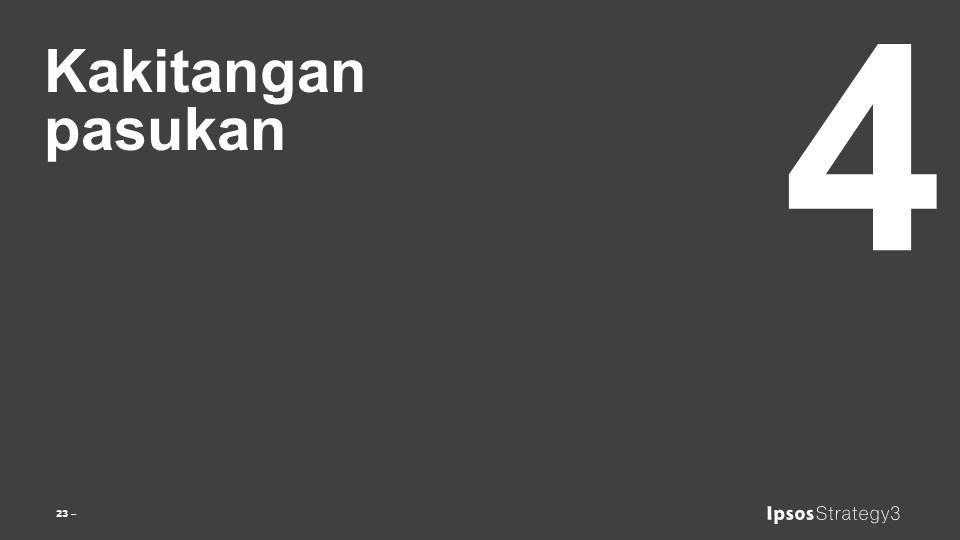 Kakitangan
pasukan
4
23 –
IpsosStrategy3